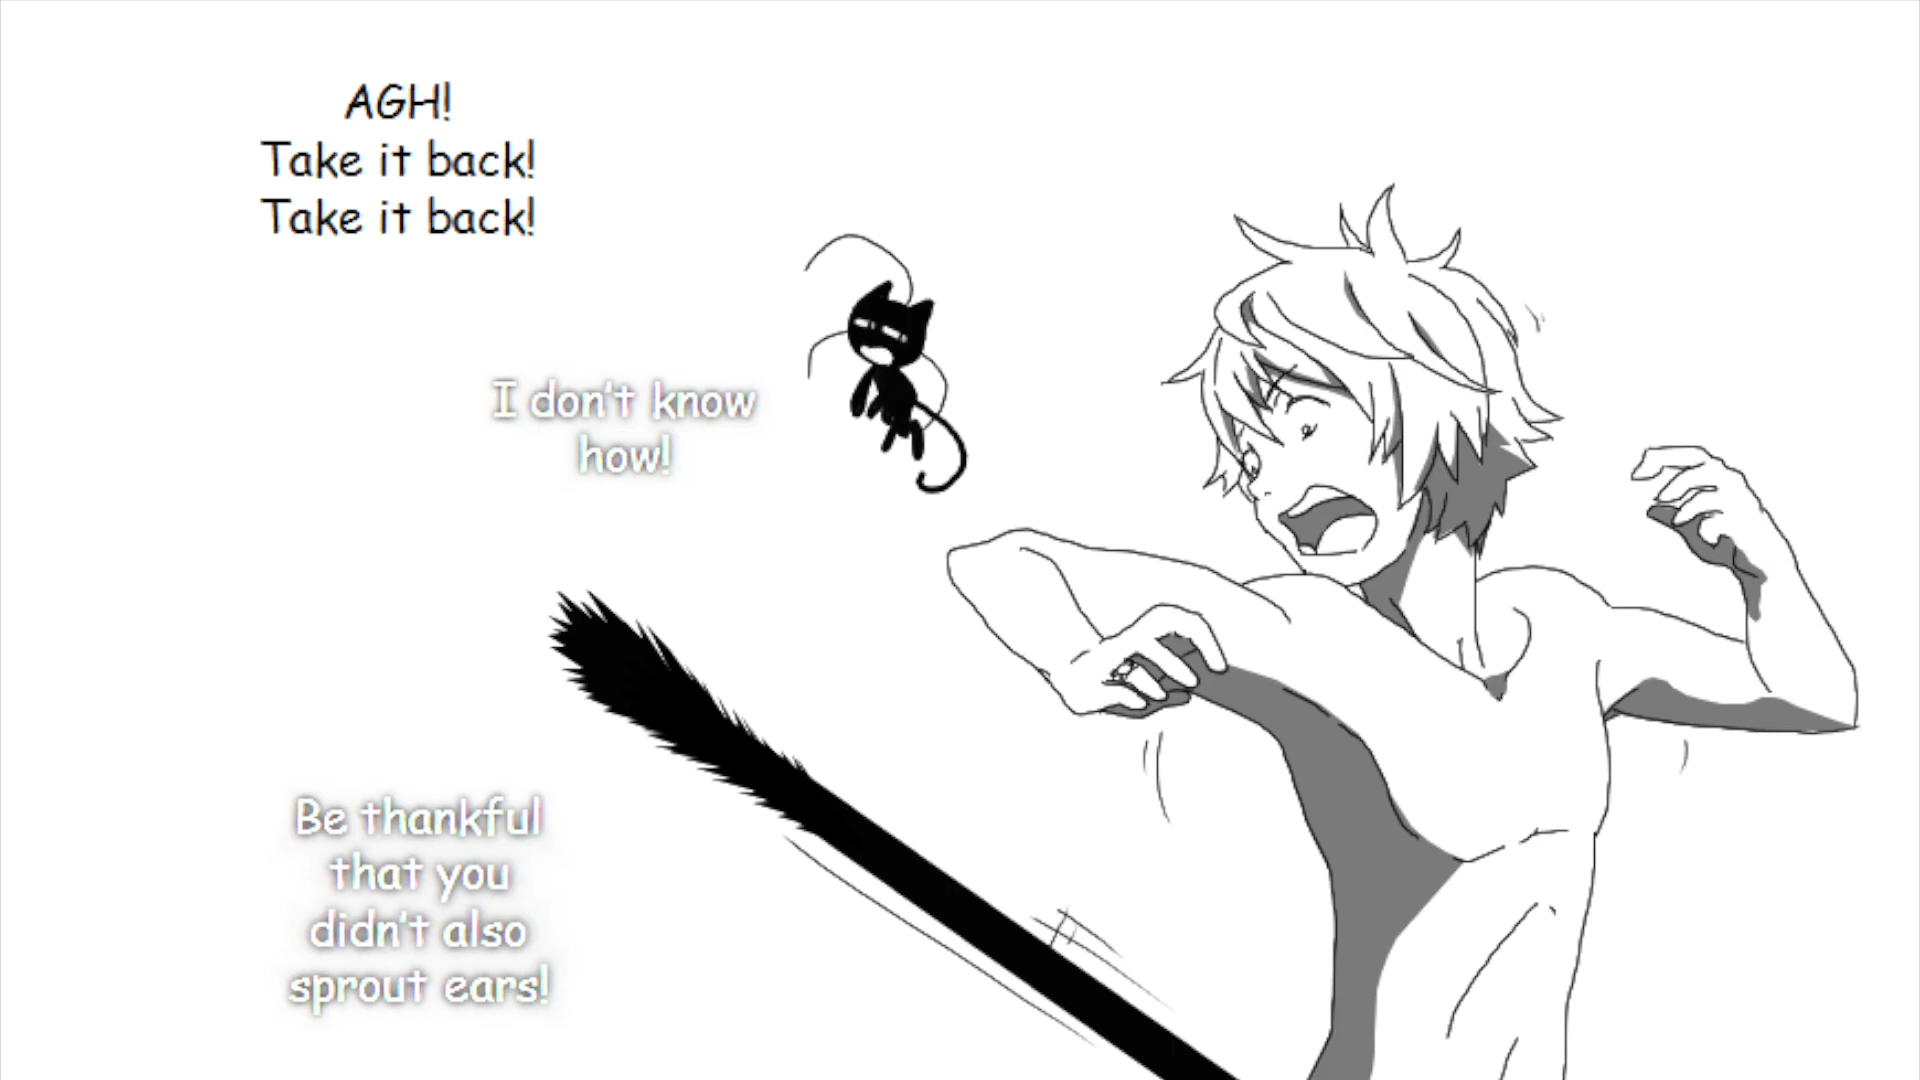 AGH!
Take it back!
Take it back!
I don't know
how!
Be thankful
that you
didn't also
sprout ears!